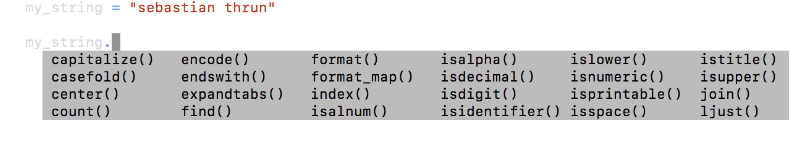 my_string = "sebastian thrun"
my_string.
capitalize() encode() format() isalpha() islower() istitle()
casefold() endswith() format_map() isdecimal() isnumeric() isupper()
center() expandtabs() index() isdigit() isprintable() join()
count() find() isalnum() isidentifier() isspace() ljust()